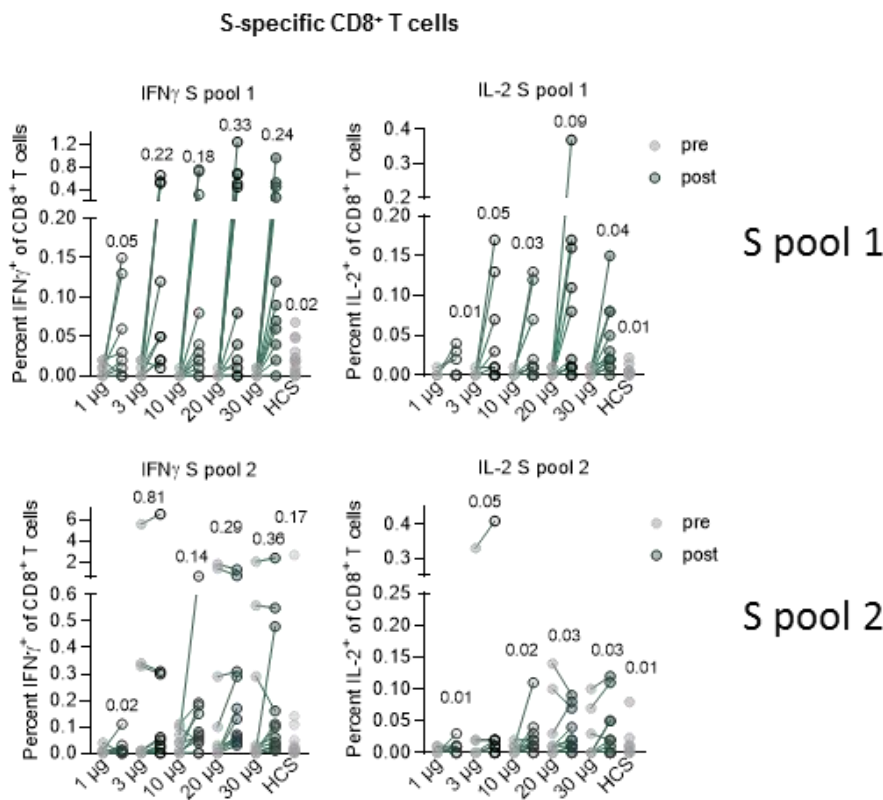 S-specific CD8⁺ T cells
IFNγ S pool 1
Percent IFNγ⁺ of CD8⁺ T cells
1.2
0.8
0.4
0.20
0.15
0.10
0.05
0.00
0.05
0.22
0.18
0.33
0.24
0.02
1 µg
3 µg
10 µg
20 µg
30 µg
HCS
IL-2 S pool 1
Percent IL-2⁺ of CD8⁺ T cells
0.4
0.3
0.2
0.20
0.15
0.10
0.05
0.00
0.01
0.05
0.03
0.09
0.04
0.01
1 µg
3 µg
10 µg
20 µg
30 µg
HCS
pre
post
S pool 1
IFNγ S pool 2
Percent IFNγ⁺ of CD8⁺ T cells
6
4
2
0.6
0.5
0.4
0.3
0.2
0.1
0.0
0.02
0.81
0.14
0.29
0.36
0.17
1 µg
3 µg
10 µg
20 µg
30 µg
HCS
IL-2 S pool 2
Percent IL-2⁺ of CD8⁺ T cells
0.4
0.3
0.25
0.20
0.15
0.10
0.05
0.00
0.01
0.05
0.02
0.03
0.03
0.01
1 µg
3 µg
10 µg
20 µg
30 µg
HCS
pre
post
S pool 2